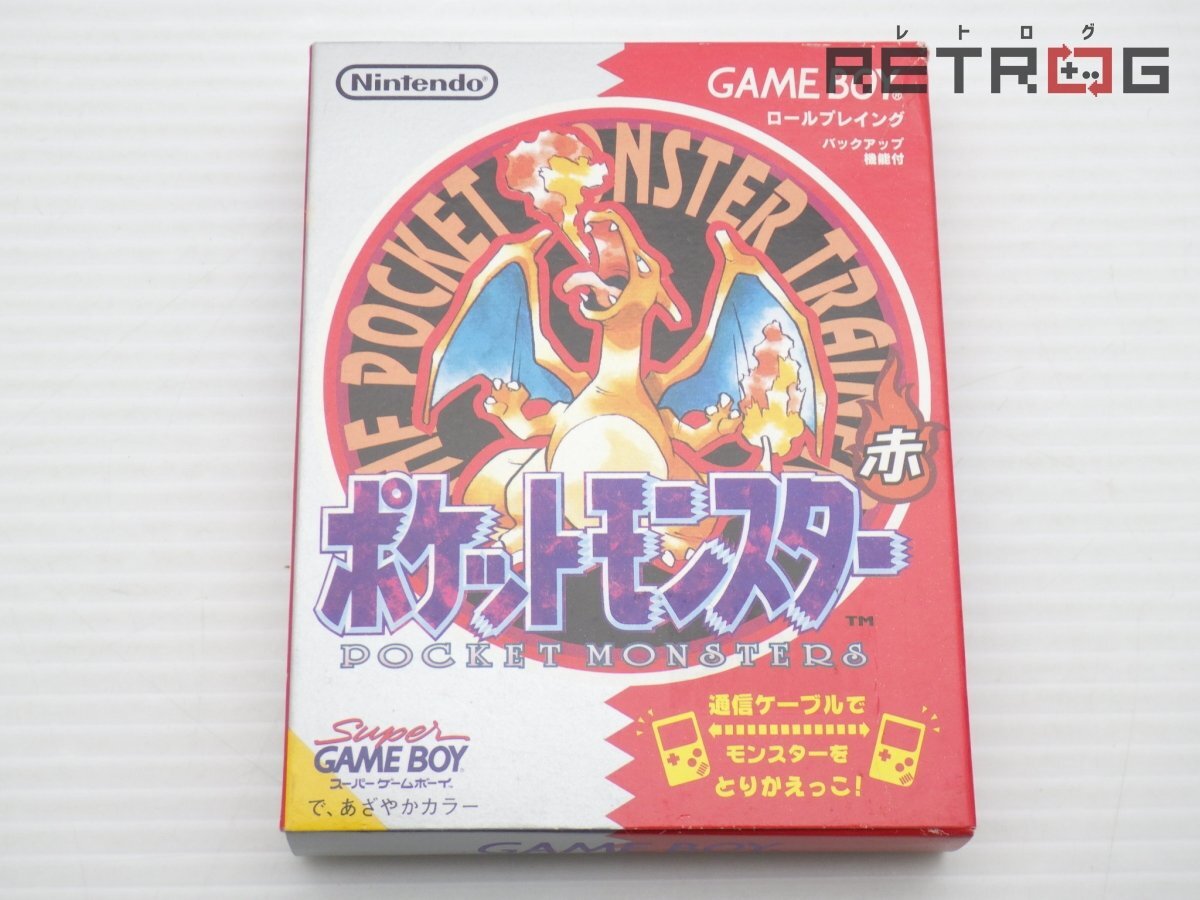 レトログ
RETROG
Nintendo®
GAME BOY®
ロールプレイング
バックアップ
機能付
POCKET MONSTER TRAINE
赤
ポケットモンスター
TM
POCKET MONSTERS
通信ケーブルで
モンスターを
とりかえっこ!
Super
GAME BOY
スーパーゲームボーイ
で、あざやかカラー
GAME BOY